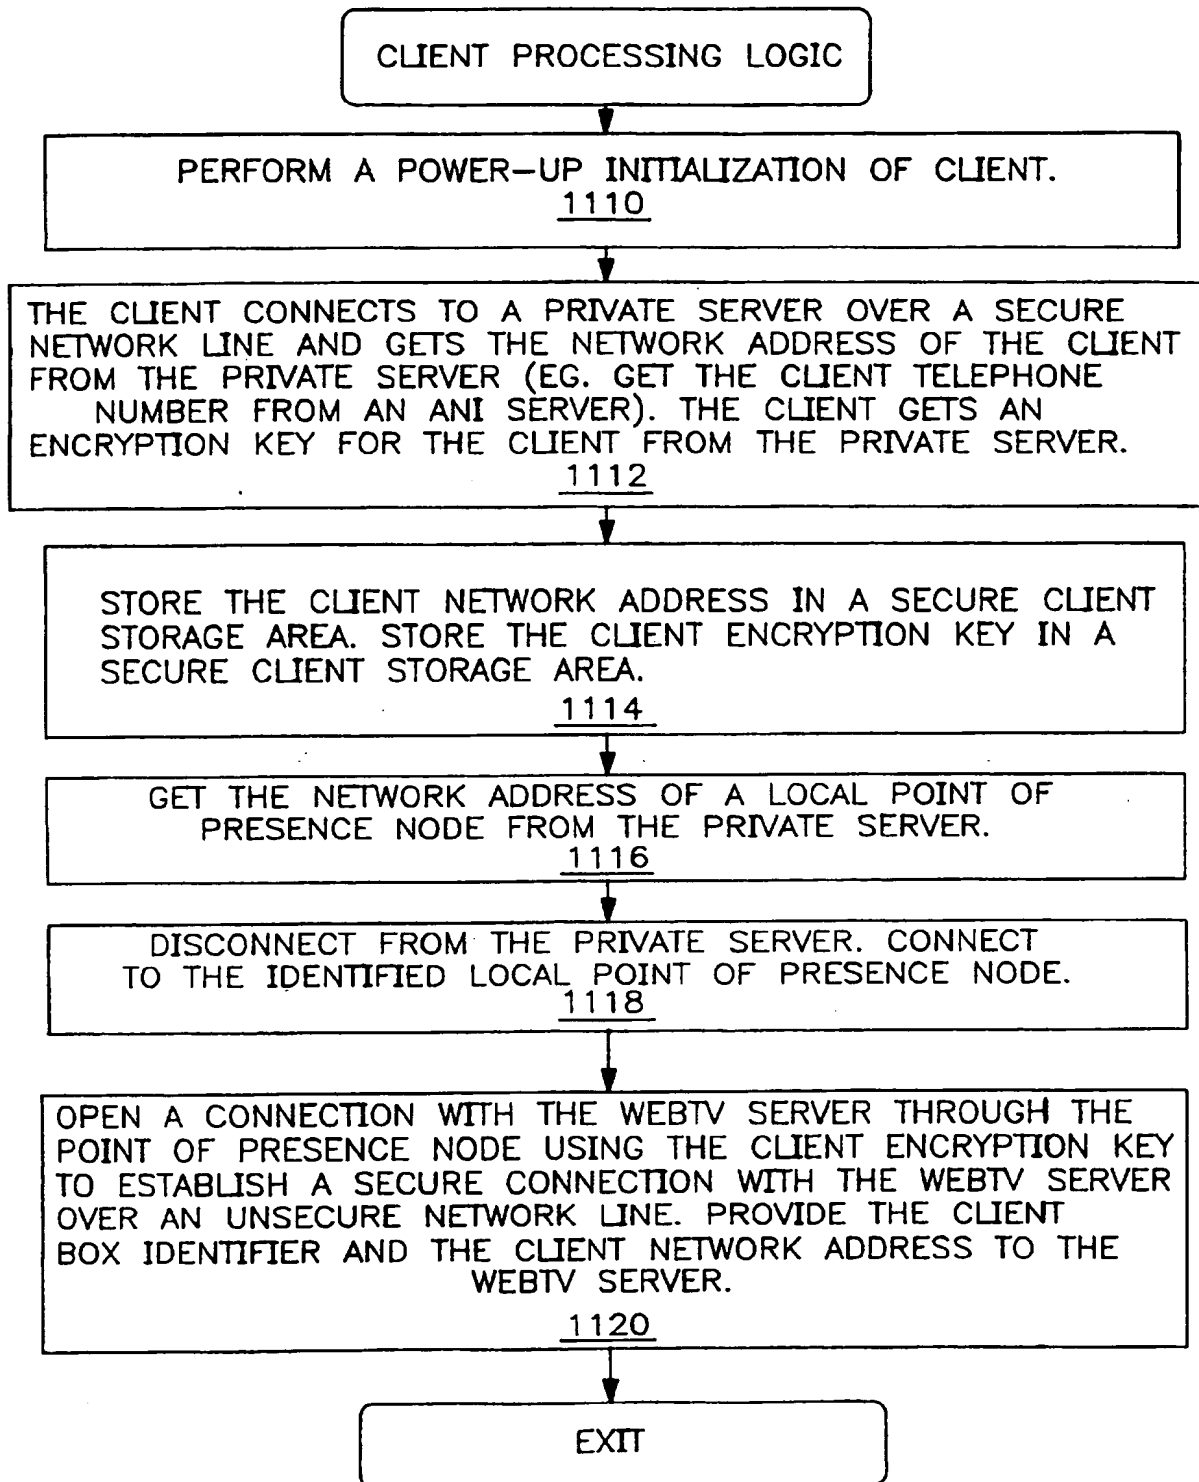 CLIENT PROCESSING LOGIC
PERFORM A POWER-UP INITIALIZATION OF CLIENT.
1110
THE CLIENT CONNECTS TO A PRIVATE SERVER OVER A SECURE
NETWORK LINE AND GETS THE NETWORK ADDRESS OF THE CLIENT
FROM THE PRIVATE SERVER (EG. GET THE CLIENT TELEPHONE
NUMBER FROM AN ANI SERVER). THE CLIENT GETS AN
ENCRYPTION KEY FOR THE CLIENT FROM THE PRIVATE SERVER.
1112
STORE THE CLIENT NETWORK ADDRESS IN A SECURE CLIENT
STORAGE AREA. STORE THE CLIENT ENCRYPTION KEY IN A
SECURE CLIENT STORAGE AREA.
1114
GET THE NETWORK ADDRESS OF A LOCAL POINT OF
PRESENCE NODE FROM THE PRIVATE SERVER.
1116
DISCONNECT FROM THE PRIVATE SERVER. CONNECT
TO THE IDENTIFIED LOCAL POINT OF PRESENCE NODE.
1118
OPEN A CONNECTION WITH THE WEBTV SERVER THROUGH THE
POINT OF PRESENCE NODE USING THE CLIENT ENCRYPTION KEY
TO ESTABLISH A SECURE CONNECTION WITH THE WEBTV SERVER
OVER AN UNSECURE NETWORK LINE. PROVIDE THE CLIENT
BOX IDENTIFIER AND THE CLIENT NETWORK ADDRESS TO THE
WEBTV SERVER.
1120
EXIT